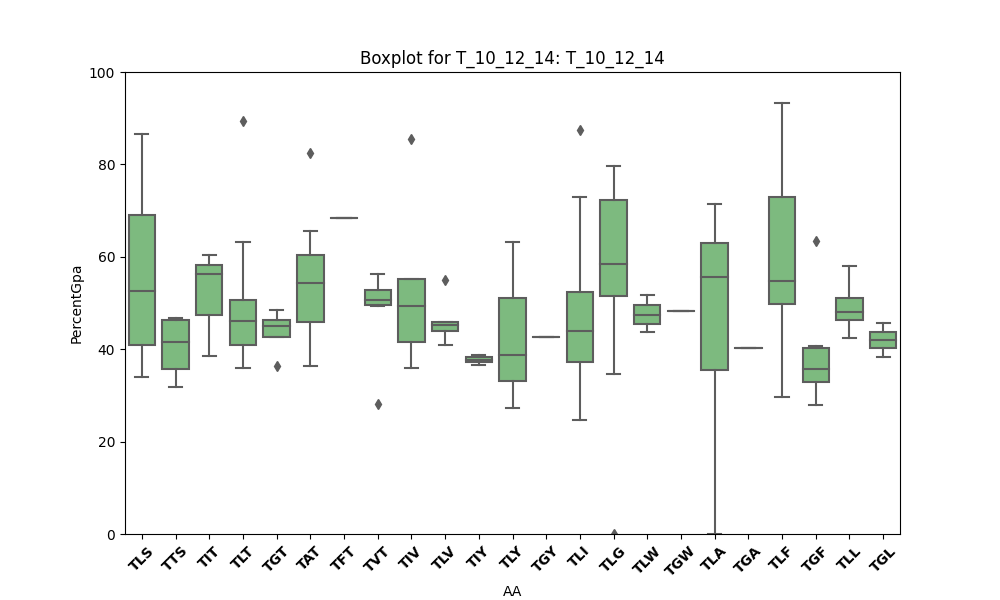 Boxplot for T_10_12_14: T_10_12_14
PercentGpa
100
80
60
40
20
0
TLS TTS TIT TLT TGT TAT TFT TVT TIV TLV TIY TLY TGY TLI TLG TLW TGW TLA TGA TLF TGF TLL TGL
AA